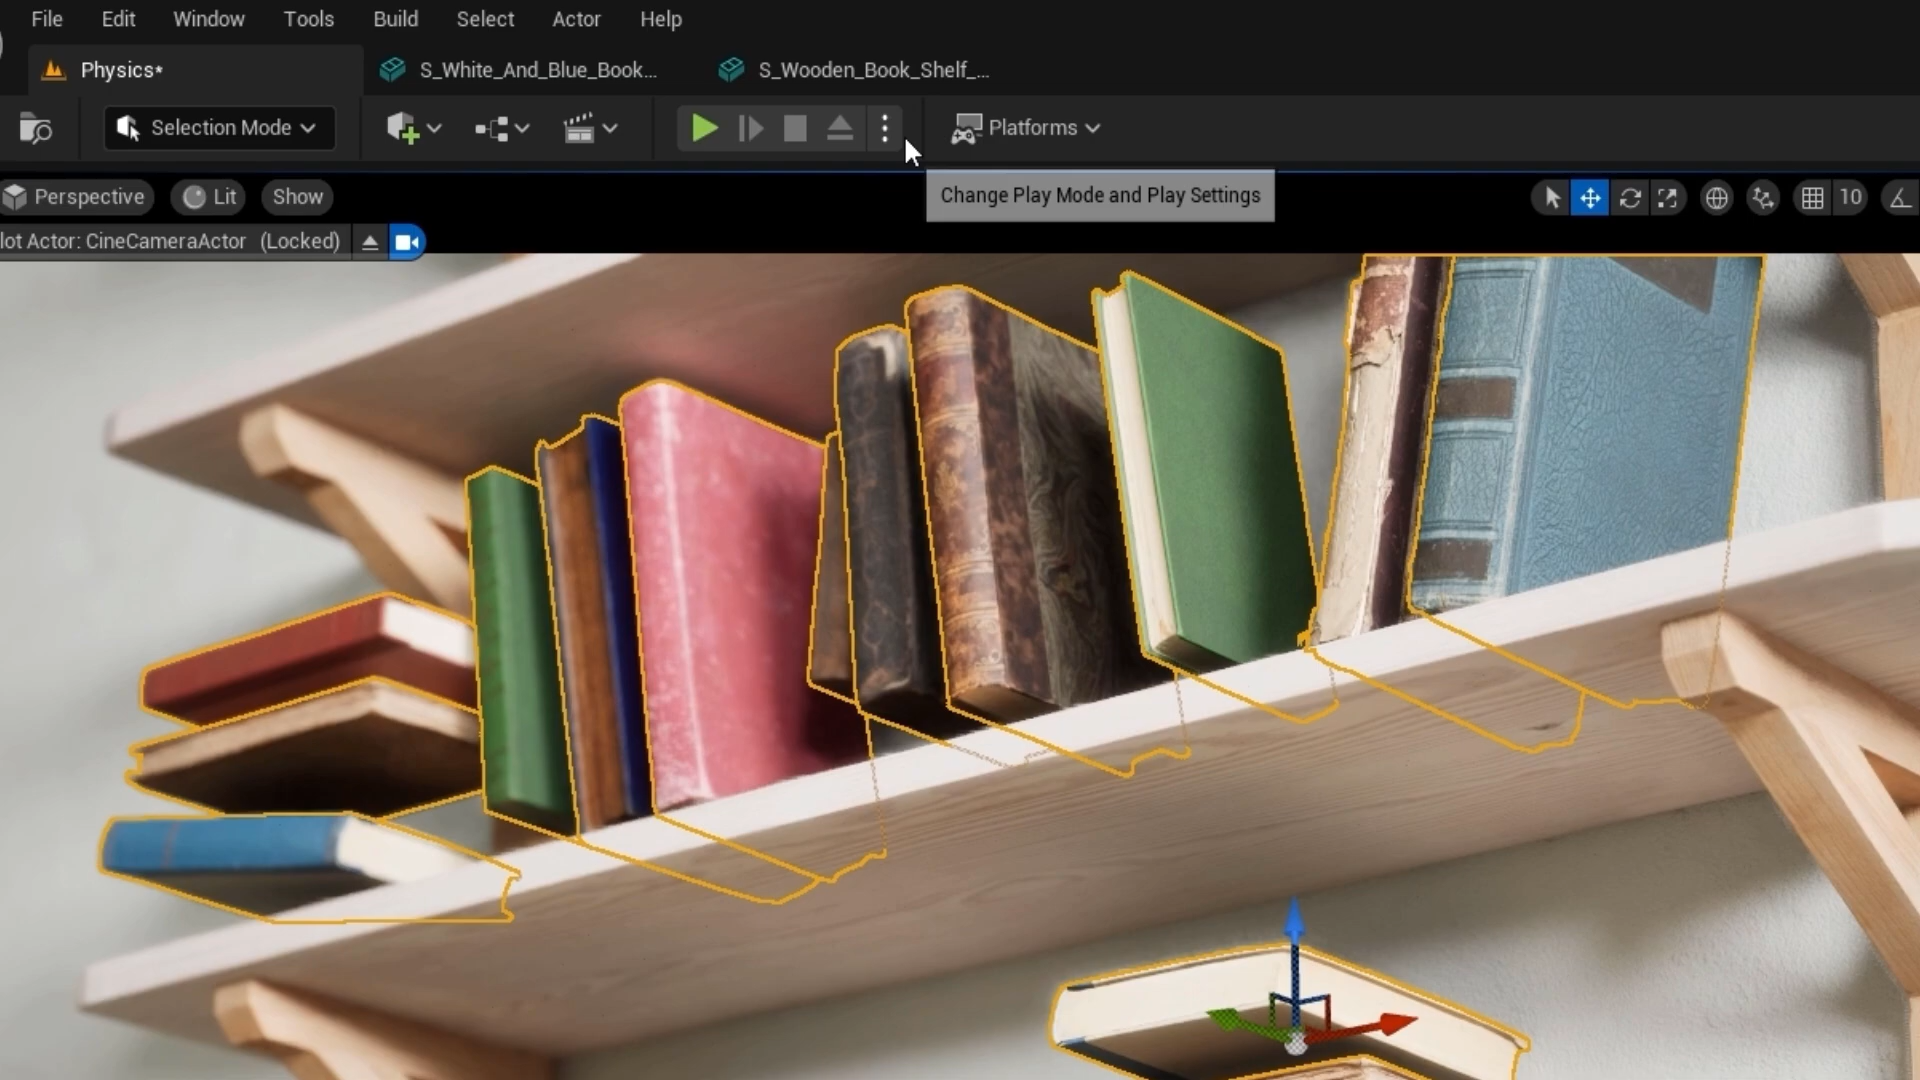 File Edit Window Tools Build Select Actor Help
Physics* S_White_And_Blue_Book... S_Wooden_Book_Shelf_...
Selection Mode Platforms
Change Play Mode and Play Settings
Perspective Lit Show 10
lot Actor: CineCameraActor (Locked)